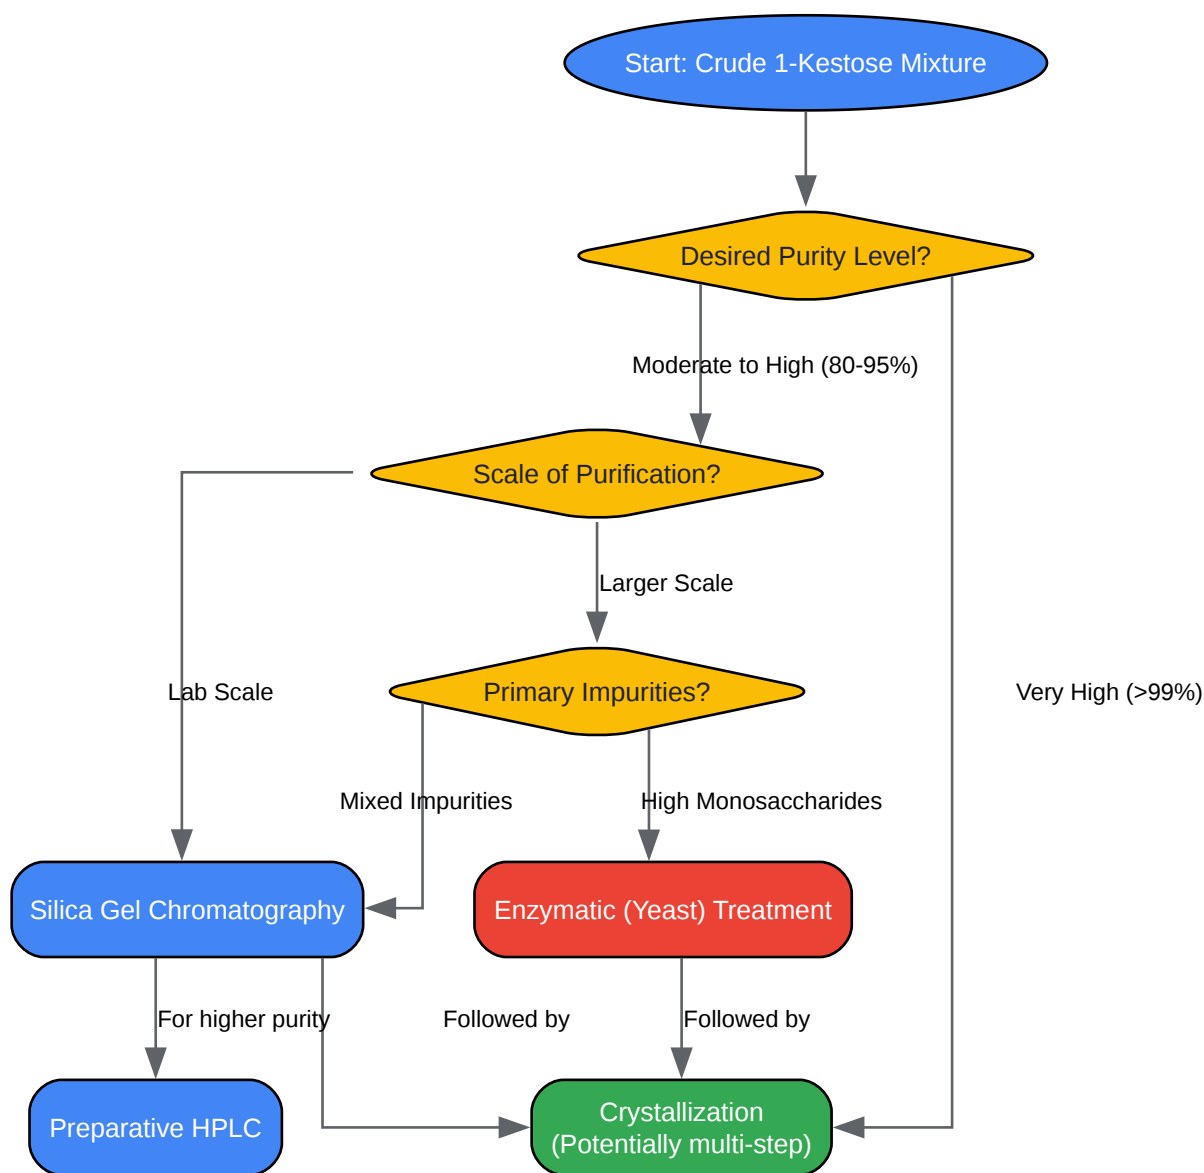 Start: Crude 1-Kestose Mixture
Desired Purity Level?
Moderate to High (80-95%)
Scale of Purification?
Larger Scale
Lab Scale
Primary Impurities?
Very High (>99%)
Mixed Impurities
High Monosaccharides
Silica Gel Chromatography
Enzymatic (Yeast) Treatment
For higher purity
Followed by
Followed by
Preparative HPLC
Crystallization
(Potentially multi-step)